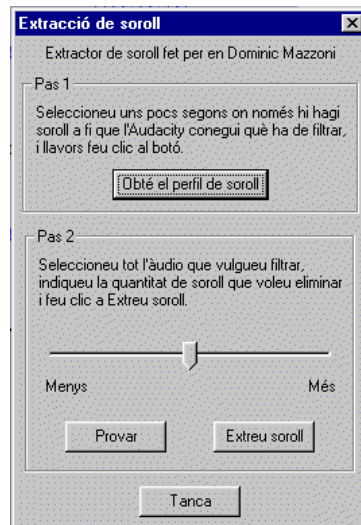 Extracció de soroll
Extractor de soroll fet per en Dominic Mazzoni
Pas 1
Seleccioneu uns pocs segons on només hi hagi
soroll a fi que l'Audacity conegui què ha de filtrar,
i llavors feu clic al botó.
Obté el perfil de soroll
Pas 2
Seleccioneu tot l'àudio que vulgueu filtrar,
indiqueu la quantitat de soroll que voleu eliminar
i feu clic a Extreu soroll.
Menys Més
Provar Extreu soroll
Tanca